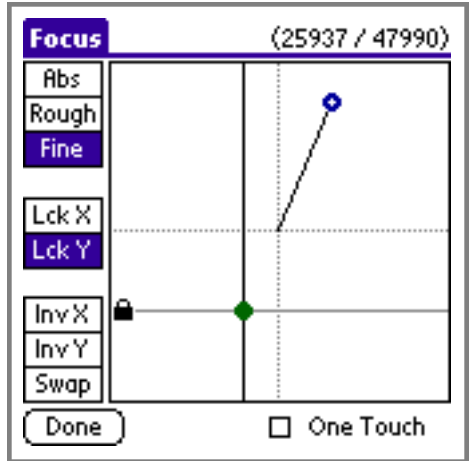 Focus (25937 / 47990)
Abs
Rough
Fine
Lck X
Lck Y
Inv X
Inv Y
Swap
Done One Touch